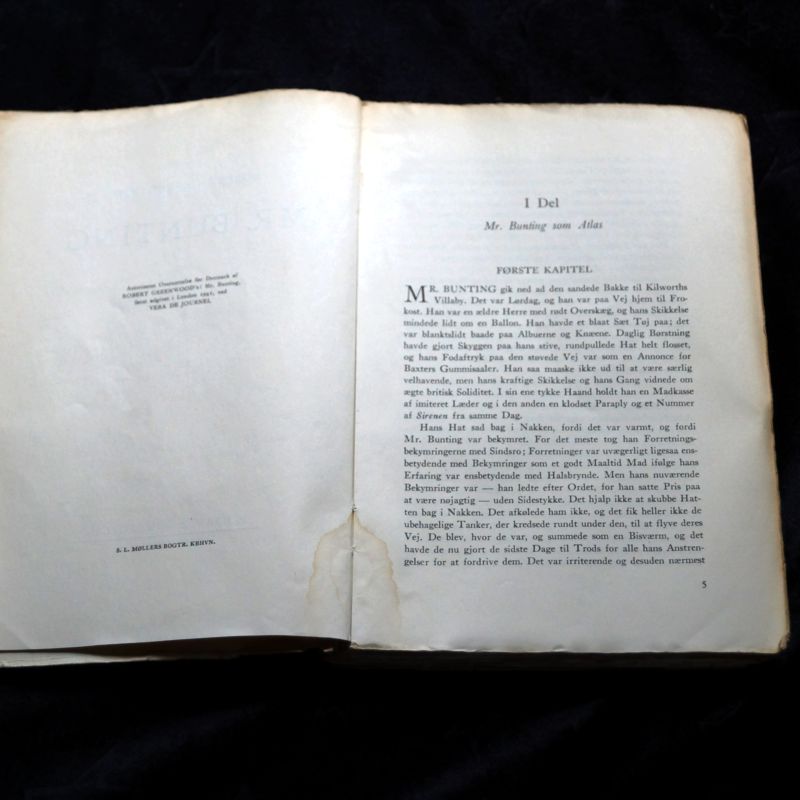 Autoriseret Oversættelse for Danmark af
ROBERT GREENWOOD's: Mr. Bunting,
først udgivet i London 1941, ved
VERA DE JOURNEL
S. L. MØLLERS BOGTR. KBHVN.
I Del
Mr. Bunting som Atlas
FØRSTE KAPITEL
MR. BUNTING gik ned ad den sandede Bakke til Kilworths
Villaby. Det var Lørdag, og han var paa Vej hjem til Fro-
kost. Han var en ældre Herre med rødt Overskæg, og hans Skikkelse
mindede lidt om en Ballon. Han havde et blaat Sæt Tøj paa; det
var blankslidt baade paa Albuerne og Knæene. Daglig Børstning
havde gjort Skyggen paa hans stive, rundpullede Hat helt flosset,
og hans Fodaftryk paa den støvede Vej var som en Annonce for
Baxters Gummisaaler. Han saa maaske ikke ud til at være særlig
velhavende, men hans kraftige Skikkelse og hans Gang vidnede om
ægte britisk Soliditet. I sin ene tykke Haand holdt han en Madkasse
af imiteret Læder og i den anden en klodset Paraply og et Nummer
af Sirenen fra samme Dag.
Hans Hat sad bag i Nakken, fordi det var varmt, og fordi
Mr. Bunting var bekymret. For det meste tog han Forretnings-
bekymringerne med Sindsro; Forretninger var uvægerligt ligesaa ens-
betydende med Bekymringer som et godt Maaltid Mad ifølge hans
Erfaring var ensbetydende med Halsbrynde. Men hans nuværende
Bekymringer var — han ledte efter Ordet, for han satte Pris paa
at være nøjagtig — uden Sidestykke. Det hjalp ikke at skubbe Hat-
ten bag i Nakken. Det afkølede ham ikke, og det fik heller ikke de
ubehagelige Tanker, der kredsede rundt under den, til at flyve deres
Vej. De blev, hvor de var, og summede som en Bisværm, og det
havde de nu gjort de sidste Dage til Trods for alle hans Anstren-
gelser for at fordrive dem. Det var irriterende og desuden nærmest
5